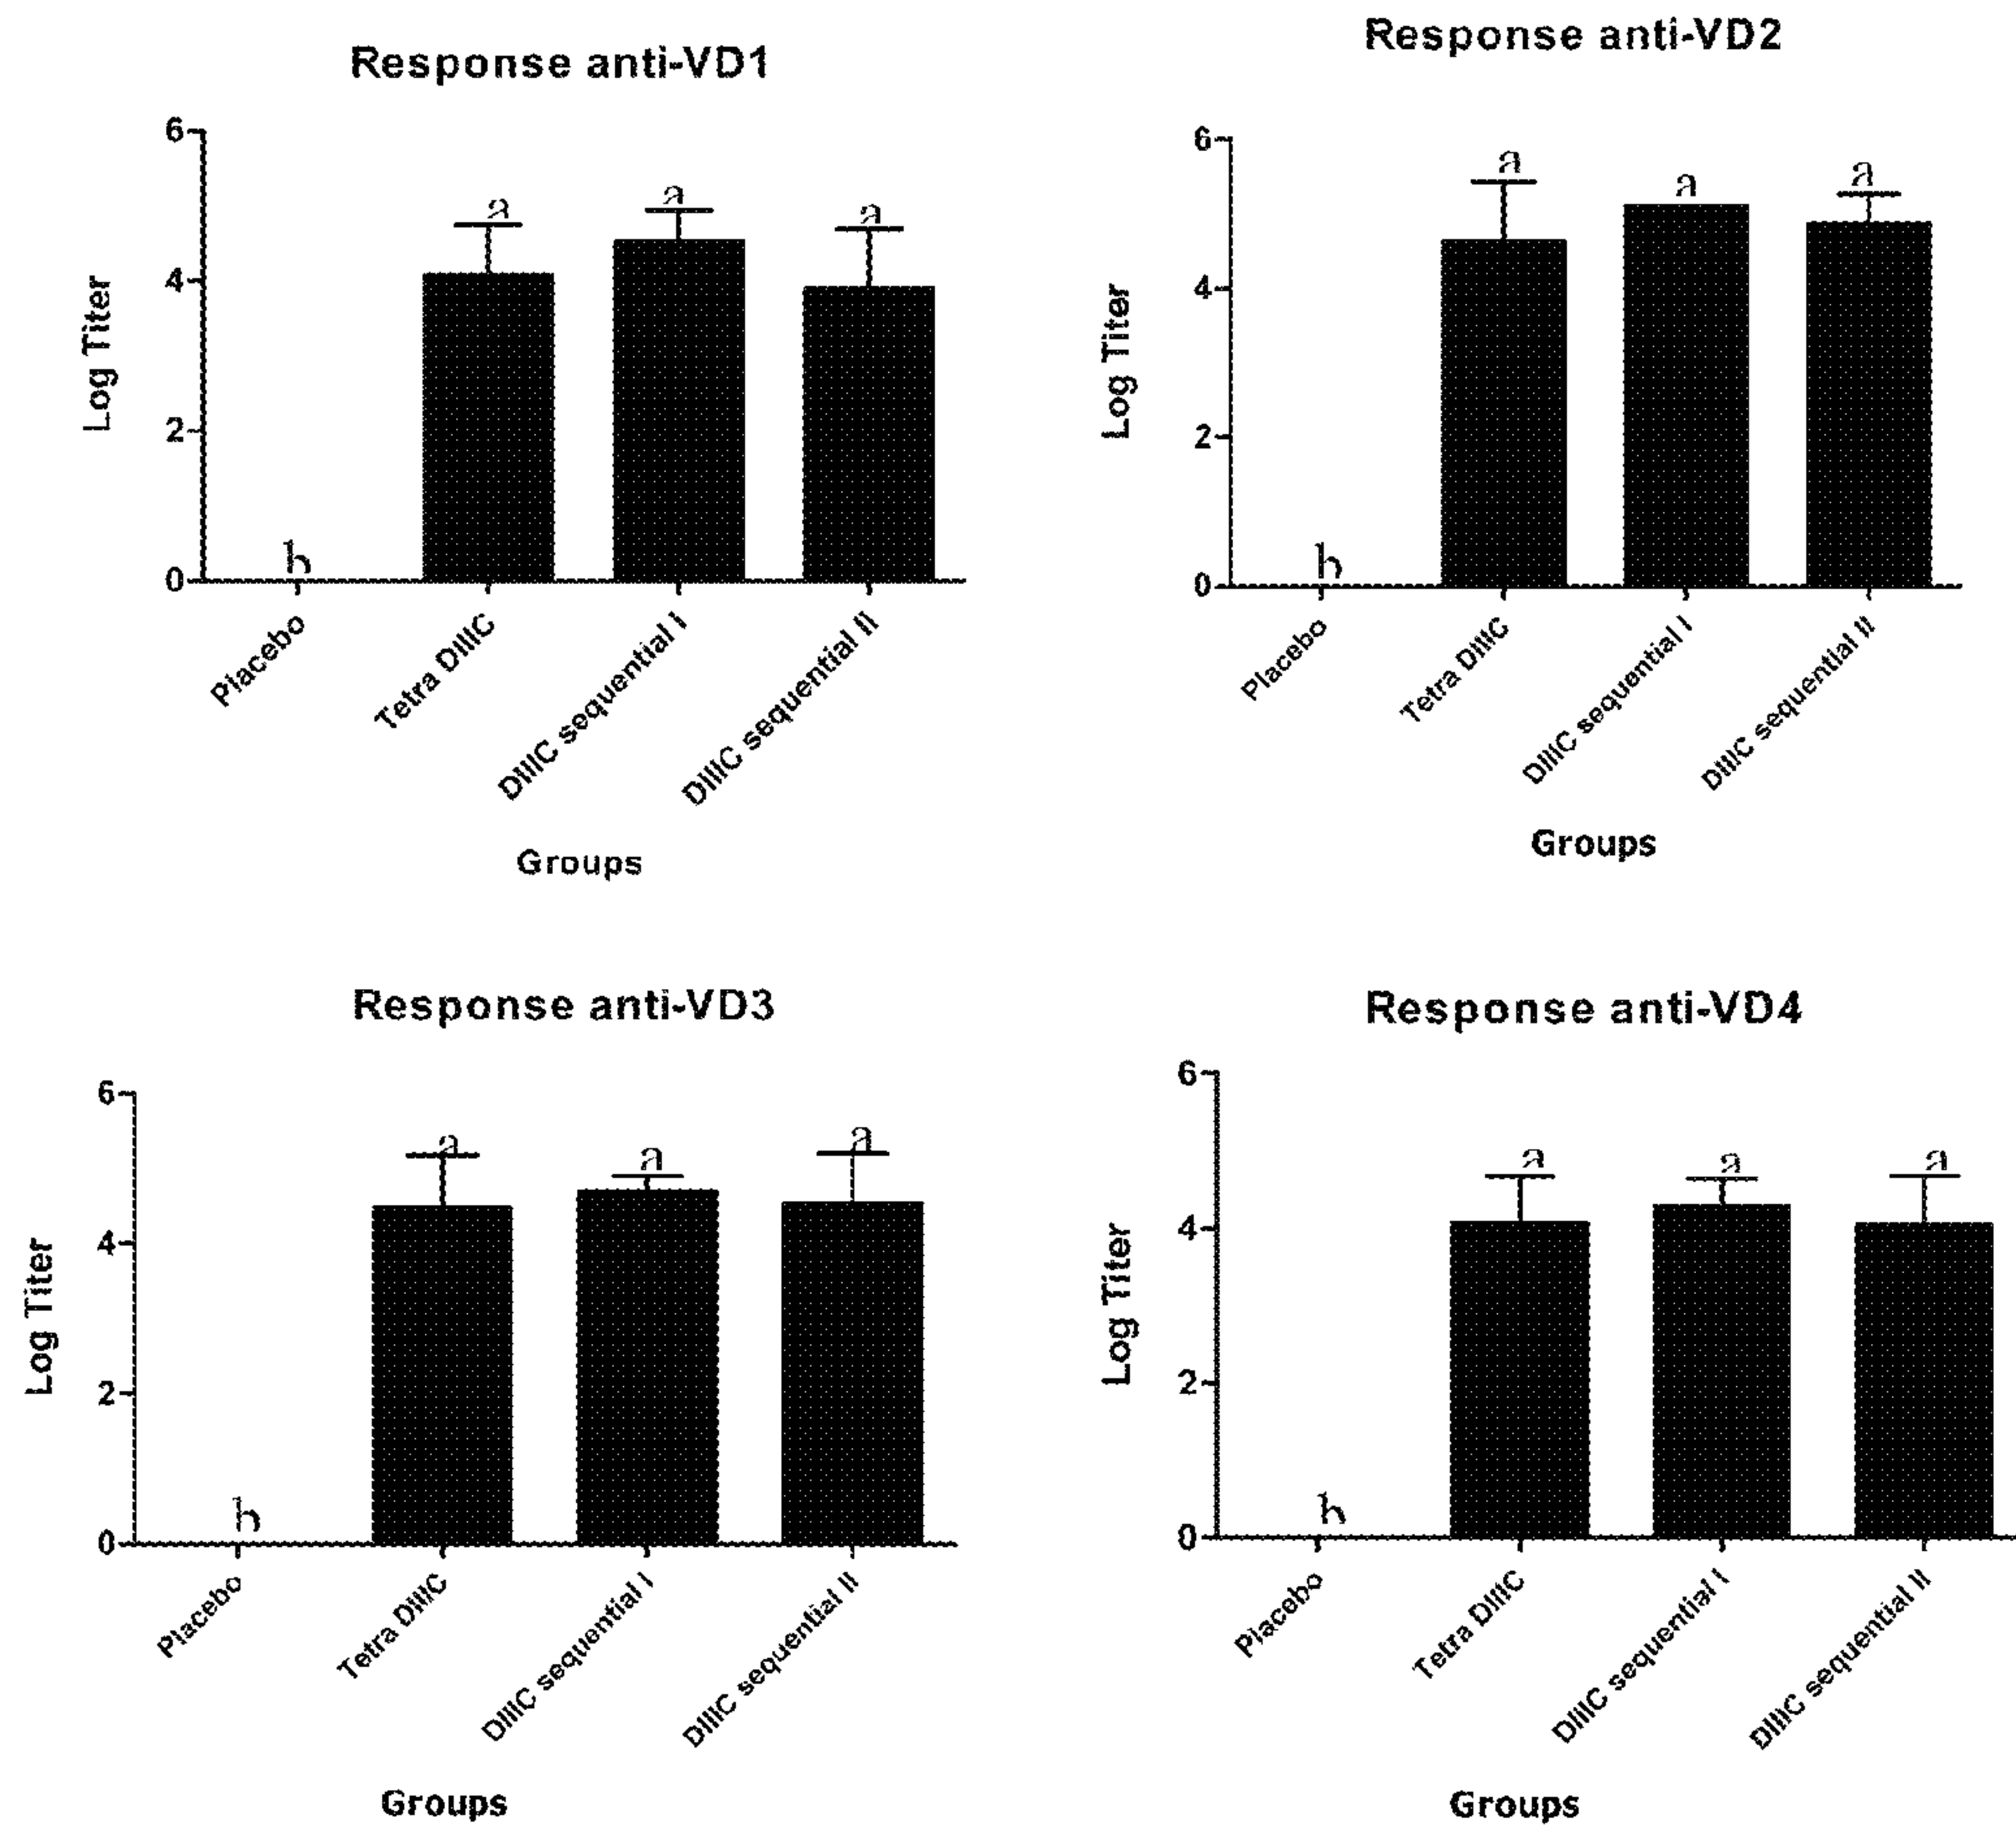 Response anti-VD1
6
4
2
0
Log Titer
a
a
a
b
Placebo
Tetra DIIIC
DIIIC sequential I
DIIIC sequential II
Groups
Response anti-VD2
6
4
2
0
Log Titer
a
a
a
b
Placebo
Tetra DIIIC
DIIIC sequential I
DIIIC sequential II
Groups
Response anti-VD3
6
4
2
0
Log Titer
a
a
a
b
Placebo
Tetra DIIIC
DIIIC sequential I
DIIIC sequential II
Groups
Response anti-VD4
6
4
2
0
Log Titer
a
a
a
b
Placebo
Tetra DIIIC
DIIIC sequential I
DIIIC sequential II
Groups